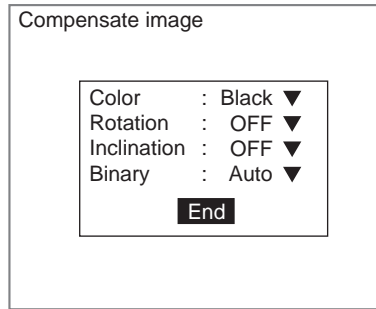 Compensate image
Color : Black ▼
Rotation : OFF ▼
Inclination : OFF ▼
Binary : Auto ▼
End